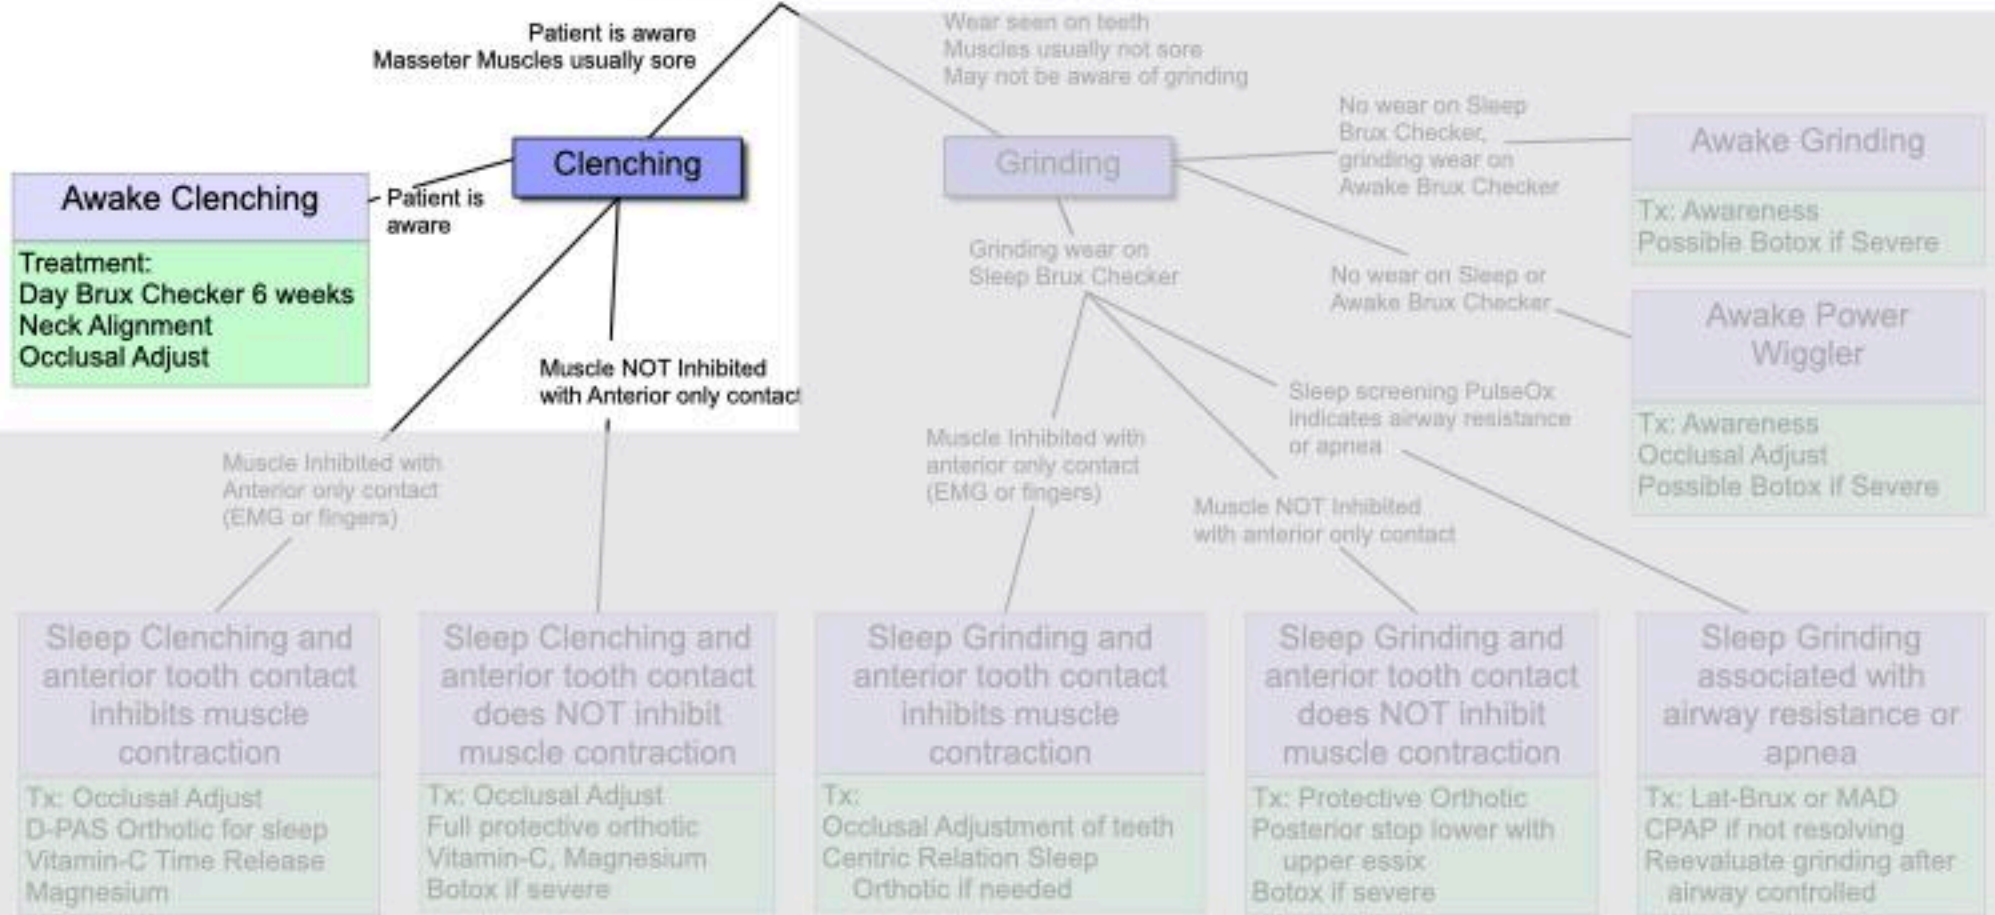 Patient is aware
Masseter Muscles usually sore
Wear seen on teeth
Muscles usually not sore
May not be aware of grinding
Clenching
Grinding
No wear on Sleep
Brux Checker,
grinding wear on
Awake Brux Checker
Awake Grinding
Tx: Awareness
Possible Botox if Severe
Awake Clenching
Patient is
aware
Treatment:
Day Brux Checker 6 weeks
Neck Alignment
Occlusal Adjust
Grinding wear on
Sleep Brux Checker
No wear on Sleep or
Awake Brux Checker
Awake Power
Wiggler
Tx: Awareness
Occlusal Adjust
Possible Botox if Severe
Muscle NOT Inhibited
with Anterior only contact
Sleep screening PulseOx
indicates airway resistance
or apnea
Muscle Inhibited with
Anterior only contact
(EMG or fingers)
Muscle Inhibited with
anterior only contact
(EMG or fingers)
Muscle NOT Inhibited
with anterior only contact
Sleep Clenching and
anterior tooth contact
inhibits muscle
contraction
Tx: Occlusal Adjust
D-PAS Orthotic for sleep
Vitamin-C Time Release
Magnesium
Sleep Clenching and
anterior tooth contact
does NOT inhibit
muscle contraction
Tx: Occlusal Adjust
Full protective orthotic
Vitamin-C, Magnesium
Botox if severe
Sleep Grinding and
anterior tooth contact
inhibits muscle
contraction
Tx:
Occlusal Adjustment of teeth
Centric Relation Sleep
Orthotic if needed
Sleep Grinding and
anterior tooth contact
does NOT inhibit
muscle contraction
Tx: Protective Orthotic
Posterior stop lower with
upper essix
Botox if severe
Sleep Grinding
associated with
airway resistance or
apnea
Tx: Lat-Brux or MAD
CPAP if not resolving
Reevaluate grinding after
airway controlled